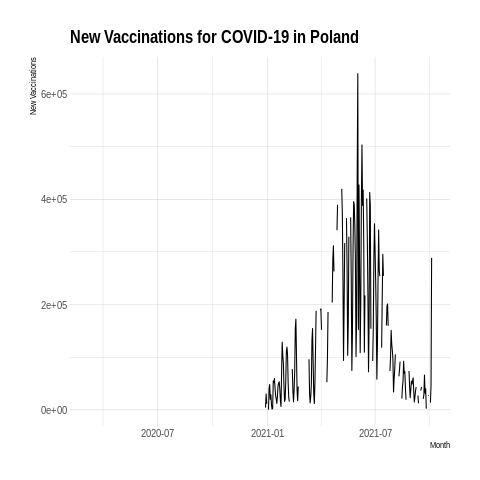 New Vaccinations for COVID-19 in Poland
New Vaccinations
6e+05
4e+05
2e+05
0e+00
2020-07
2021-01
2021-07
Month